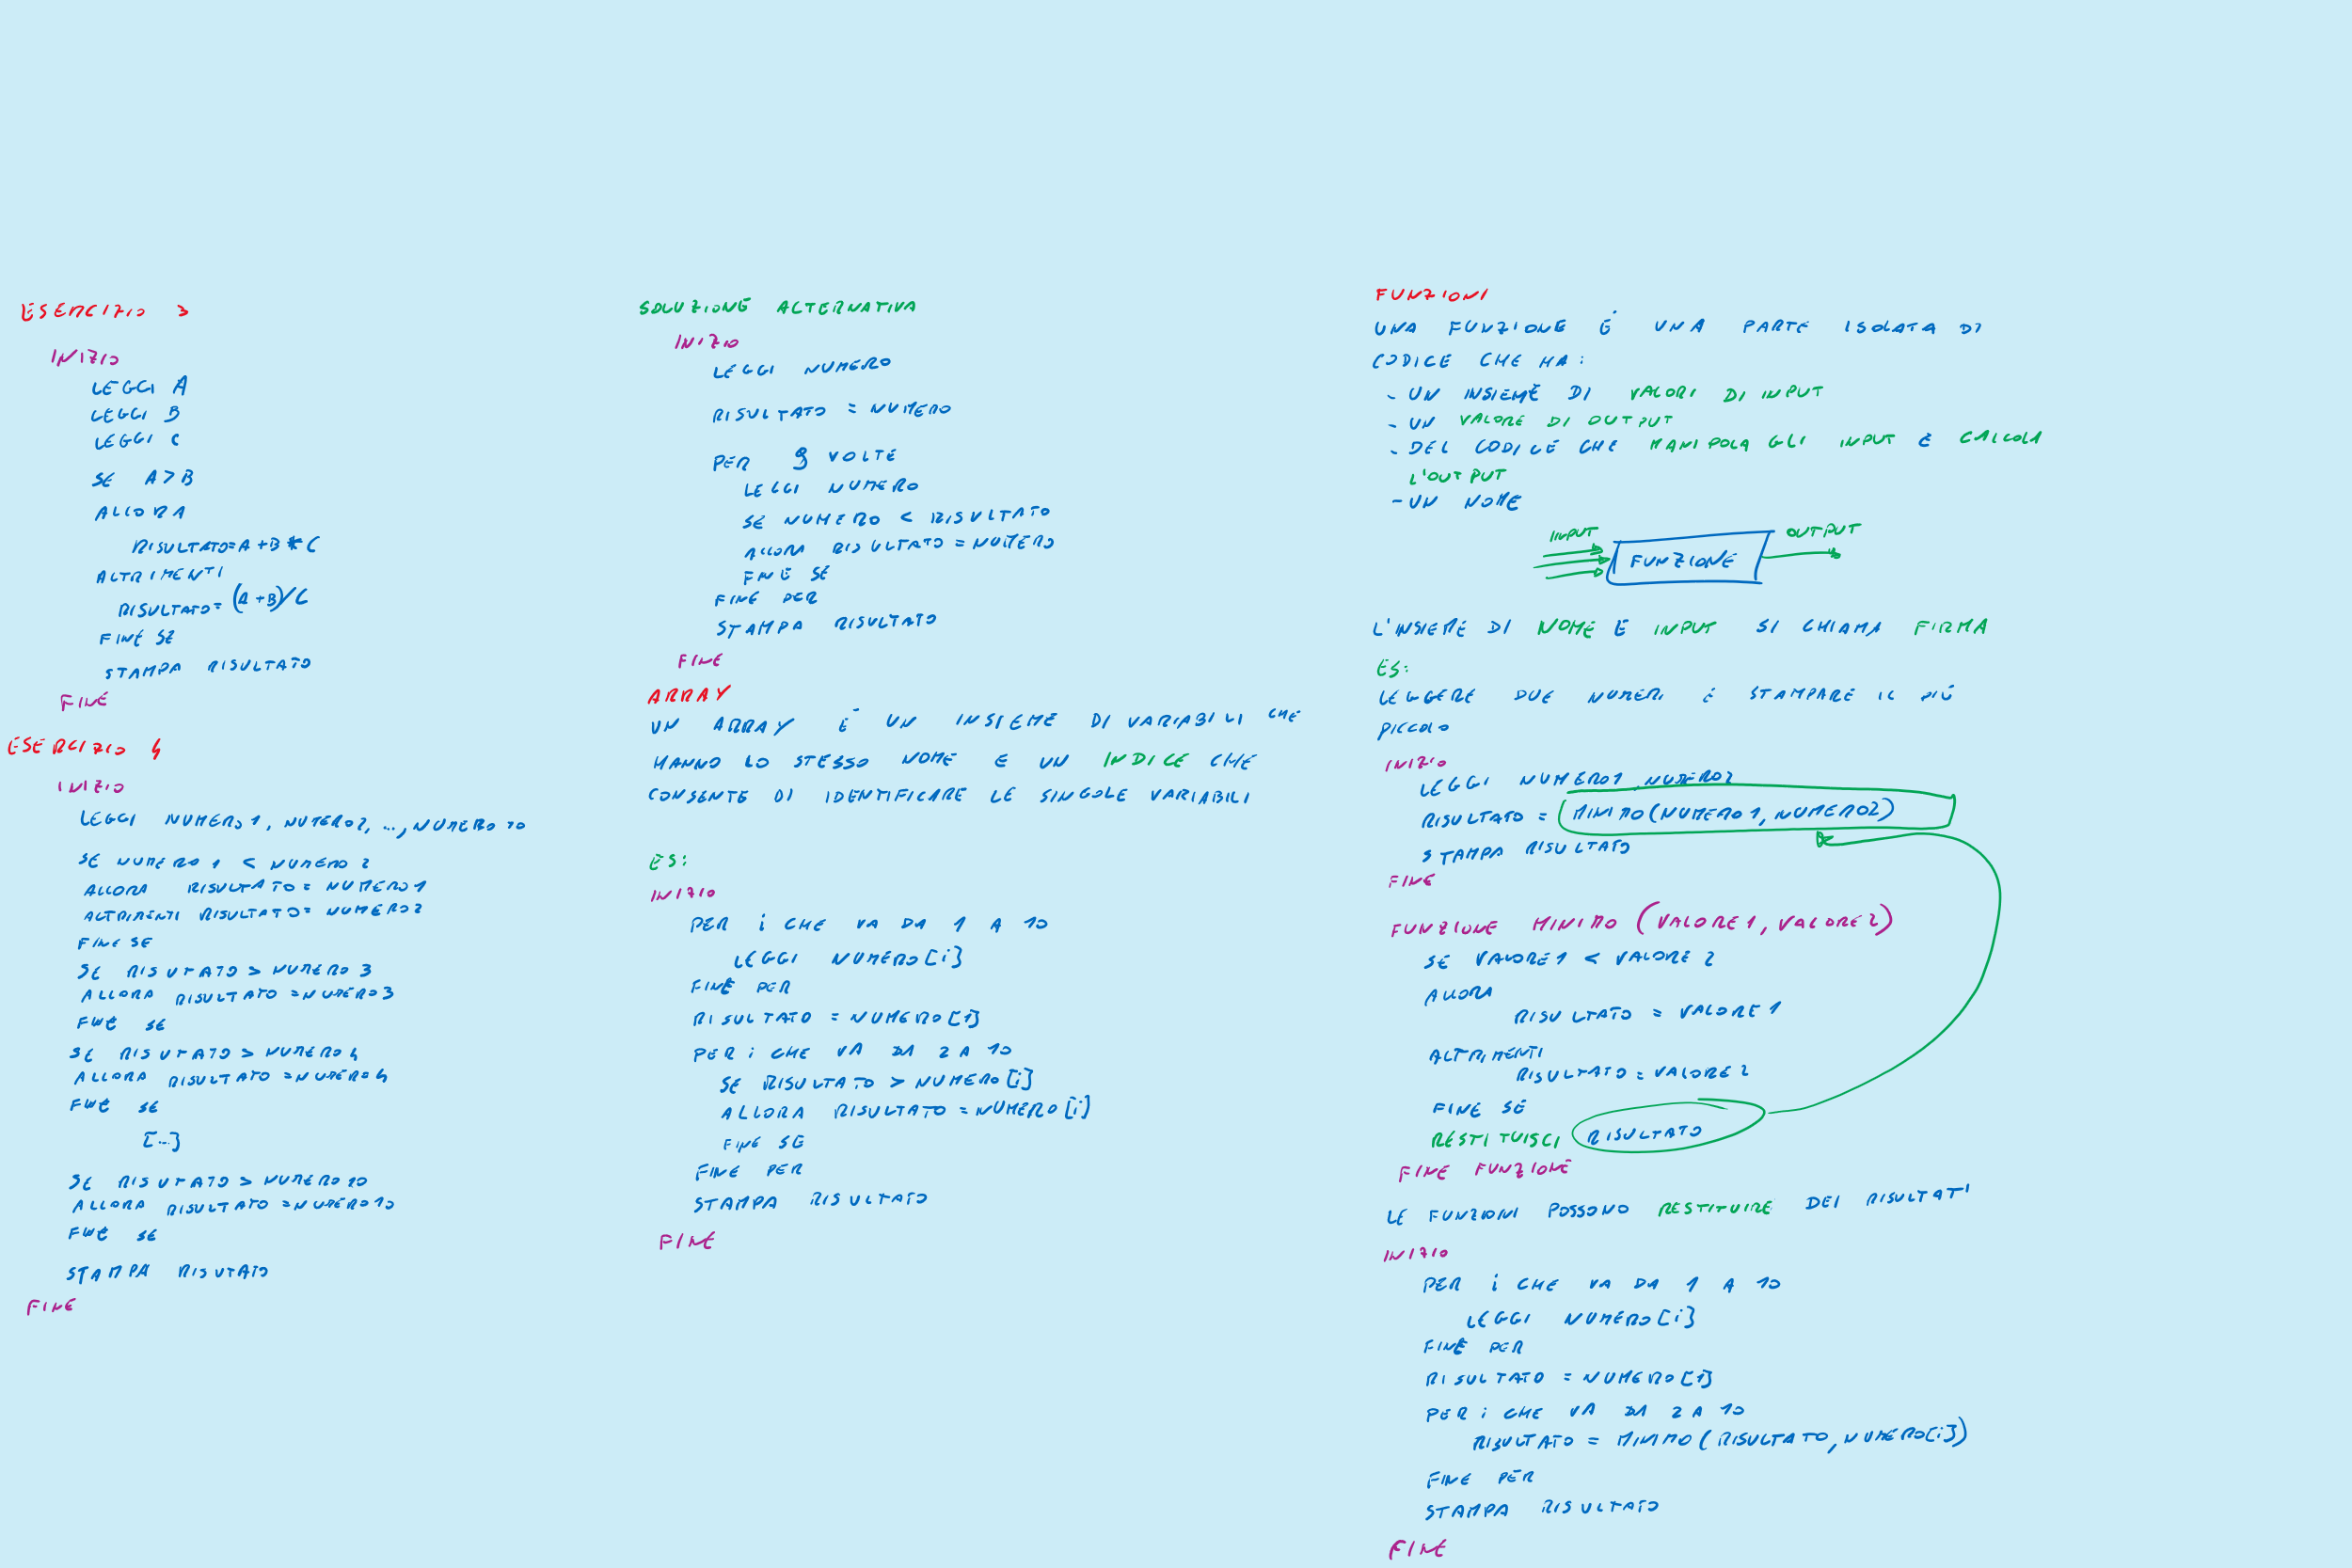 ESERCIZIO 3
INIZIO
LEGGI A
LEGGI B
LEGGI C
SE A > B
ALLORA
RISULTATO = A + B * C
ALTRIMENTI
RISULTATO = (A + B)/C
FINE SE
STAMPA RISULTATO
FINE
ESERCIZIO 4
INIZIO
LEGGI NUMERO 1, NUMERO 2, ..., NUMERO 10
SE NUMERO 1 < NUMERO 2
ALLORA RISULTATO = NUMERO 1
ALTRIMENTI RISULTATO = NUMERO 2
FINE SE
SE RISUTATO > NUMERO 3
ALLORA RISULTATO = NUMERO 3
FINE SE
SE RISUTATO > NUMERO 4
ALLORA RISULTATO = NUMERO 4
FINE SE
[...]
SE RISUTATO > NUMERO 10
ALLORA RISULTATO = NUMERO 10
FINE SE
STAMPA RISUTATO
FINE
SOLUZIONE ALTERNATIVA
INIZIO
LEGGI NUMERO
RISULTATO = NUMERO
PER 9 VOLTE
LEGGI NUMERO
SE NUMERO < RISULTATO
ALLORA RISULTATO = NUMERO
FINE SE
FINE PER
STAMPA RISULTATO
FINE
ARRAY
UN ARRAY È UN INSIEME DI VARIABILI CHE
HANNO LO STESSO NOME E UN INDICE CHE
CONSENTE DI IDENTIFICARE LE SINGOLE VARIABILI
ES:
INIZIO
PER i CHE VA DA 1 A 10
LEGGI NUMERO[i]
FINE PER
RISULTATO = NUMERO[1]
PER i CHE VA DA 2 A 10
SE RISULTATO > NUMERO[i]
ALLORA RISULTATO = NUMERO[i]
FINE SE
FINE PER
STAMPA RISULTATO
FINE
FUNZIONI
UNA FUNZIONE È UNA PARTE ISOLATA DI
CODICE CHE HA:
- UN INSIEME DI VALORI DI INPUT
- UN VALORE DI OUTPUT
- DEL CODICE CHE MANIPOLA GLI INPUT E CALCOLA
L'OUTPUT
- UN NOME
INPUT FUNZIONE OUTPUT
L'INSIEME DI NOME E INPUT SI CHIAMA FIRMA
ES:
LEGGERE DUE NUMERI E STAMPARE IL PIÙ
PICCOLO
INIZIO
LEGGI NUMERO1, NUMERO2
RISULTATO = MINIMO(NUMERO1, NUMERO2)
STAMPA RISULTATO
FINE
FUNZIONE MINIMO (VALORE1, VALORE2)
SE VALORE1 < VALORE 2
ALLORA
RISULTATO = VALORE 1
ALTRIMENTI
RISULTATO = VALORE 2
FINE SE
RESTITUISCI RISULTATO
FINE FUNZIONE
LE FUNZIONI POSSONO RESTITUIRE DEI RISULTATI
INIZIO
PER i CHE VA DA 1 A 10
LEGGI NUMERO[i]
FINE PER
RISULTATO = NUMERO[1]
PER i CHE VA DA 2 A 10
RISULTATO = MINIMO(RISULTATO, NUMERO[i])
FINE PER
STAMPA RISULTATO
FINE